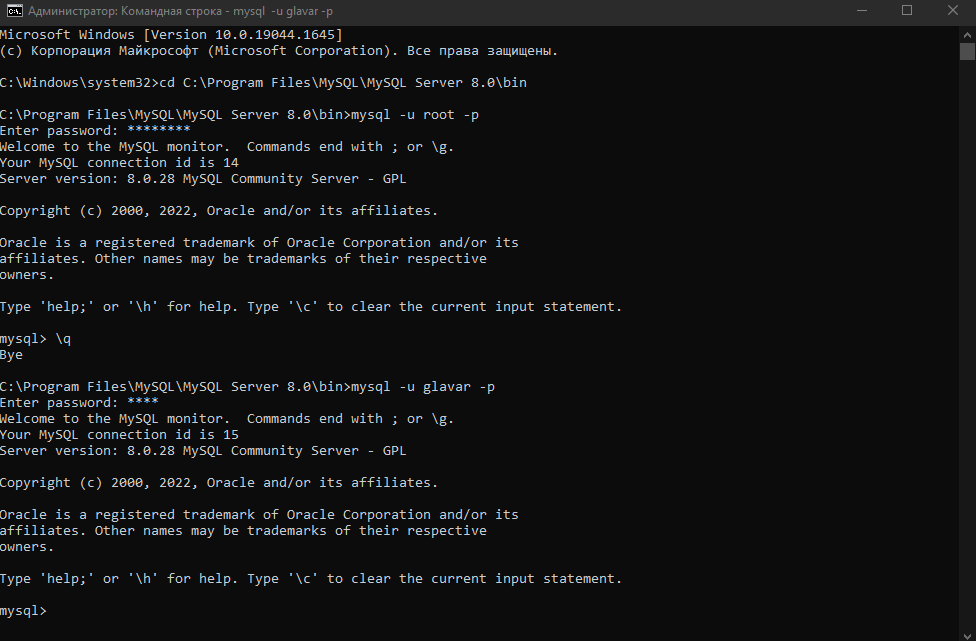 Администратор: Командная строка - mysql -u glavar -p
Microsoft Windows [Version 10.0.19044.1645]
(c) Корпорация Майкрософт (Microsoft Corporation). Все права защищены.
C:\Windows\system32>cd C:\Program Files\MySQL\MySQL Server 8.0\bin
C:\Program Files\MySQL\MySQL Server 8.0\bin>mysql -u root -p
Enter password: ********
Welcome to the MySQL monitor.  Commands end with ; or \g.
Your MySQL connection id is 14
Server version: 8.0.28 MySQL Community Server - GPL
Copyright (c) 2000, 2022, Oracle and/or its affiliates.
Oracle is a registered trademark of Oracle Corporation and/or its
affiliates. Other names may be trademarks of their respective
owners.
Type 'help;' or '\h' for help. Type '\c' to clear the current input statement.
mysql> \q
Bye
C:\Program Files\MySQL\MySQL Server 8.0\bin>mysql -u glavar -p
Enter password: ****
Welcome to the MySQL monitor.  Commands end with ; or \g.
Your MySQL connection id is 15
Server version: 8.0.28 MySQL Community Server - GPL
Copyright (c) 2000, 2022, Oracle and/or its affiliates.
Oracle is a registered trademark of Oracle Corporation and/or its
affiliates. Other names may be trademarks of their respective
owners.
Type 'help;' or '\h' for help. Type '\c' to clear the current input statement.
mysql>